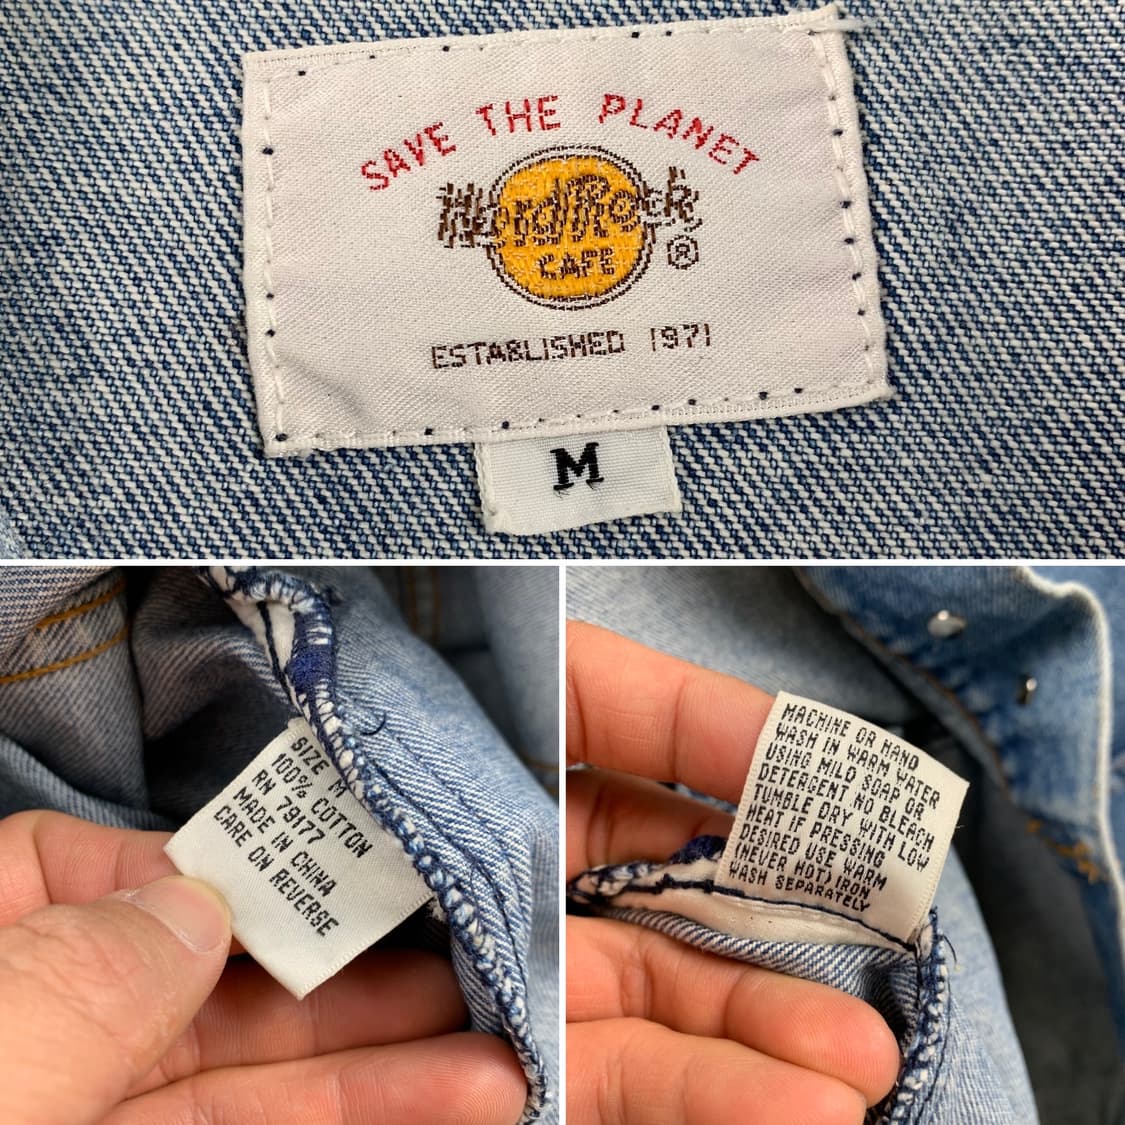 SAVE THE PLANET
Hard Rock
CAFE
®
ESTABLISHED 1971
M
SIZE M
100% COTTON
RN 79177
MADE IN CHINA
CARE ON REVERSE
MACHINE OR HAND
WASH IN WARM WATER
USING MILD SOAP OR
DETERGENT NO BLEACH
TUMBLE DRY WITH LOW
HEAT IF PRESSING
DESIRED USE WARM
(NEVER HOT) IRON
WASH SEPARATELY